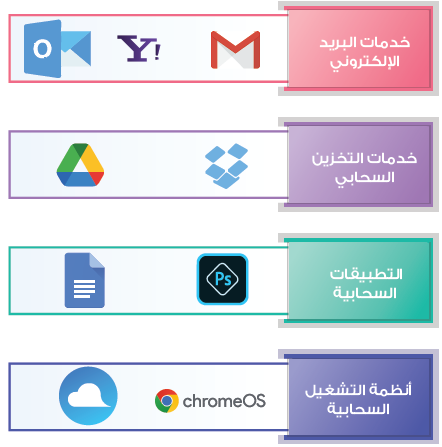 خدمات البريد
الإلكتروني
Y!
خدمات التخزين
السحابي
التطبيقات
السحابية
Ps
أنظمة التشغيل
السحابية
chromeOS